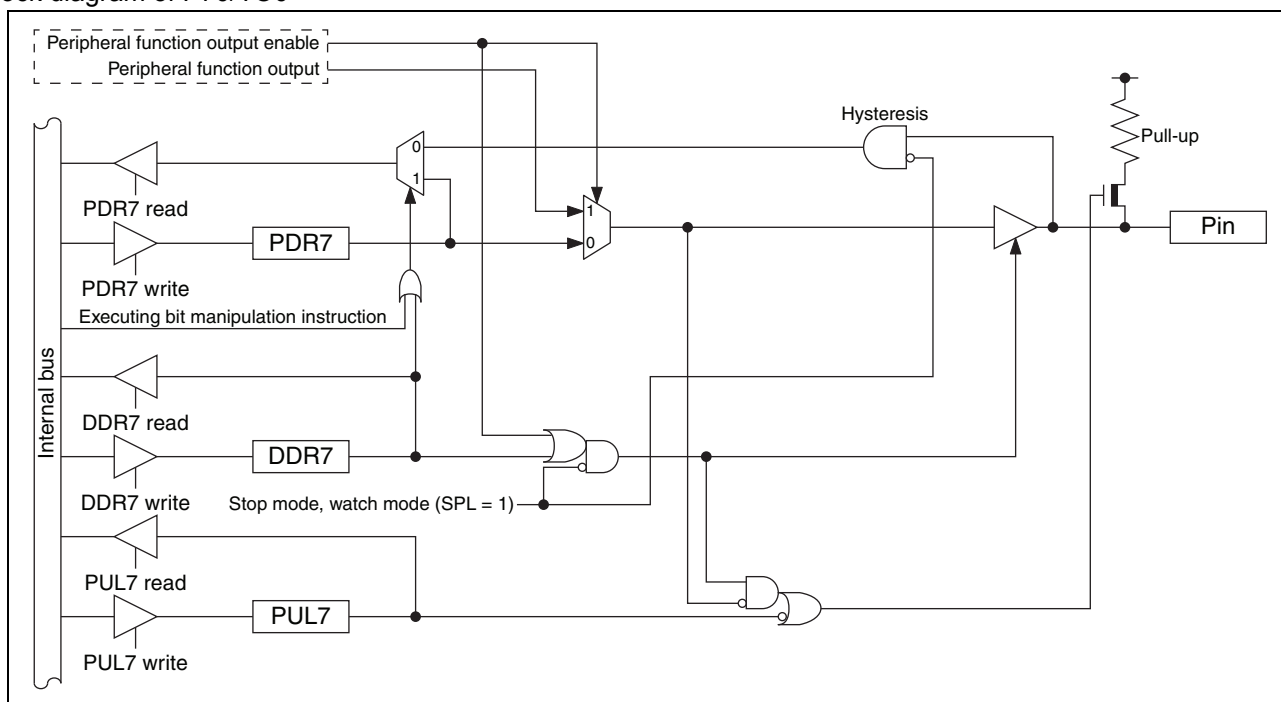 Peripheral function output enable
Peripheral function output
Hysteresis
Pull-up
0
1
PDR7 read
1
0
PDR7
Pin
PDR7 write
Executing bit manipulation instruction
Internal bus
DDR7 read
DDR7
DDR7 write
Stop mode, watch mode (SPL = 1)
PUL7 read
PUL7
PUL7 write